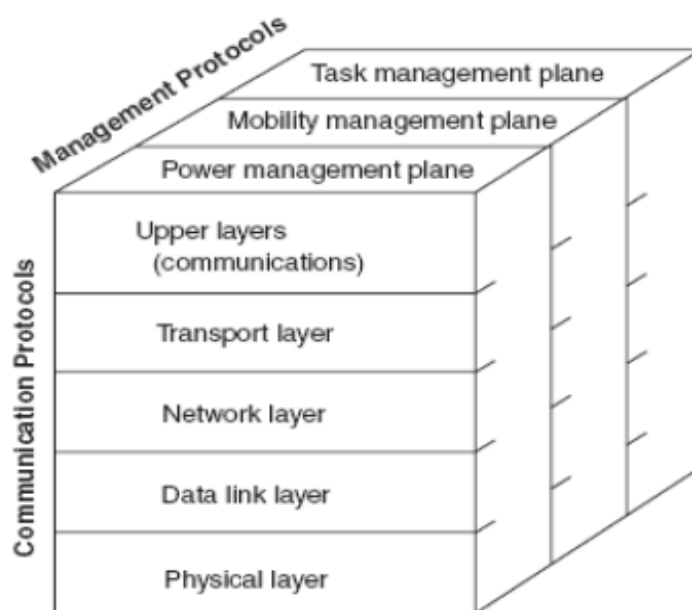 Management Protocols
Task management plane
Mobility management plane
Power management plane
Communication Protocols
Upper layers
(communications)
Transport layer
Network layer
Data link layer
Physical layer